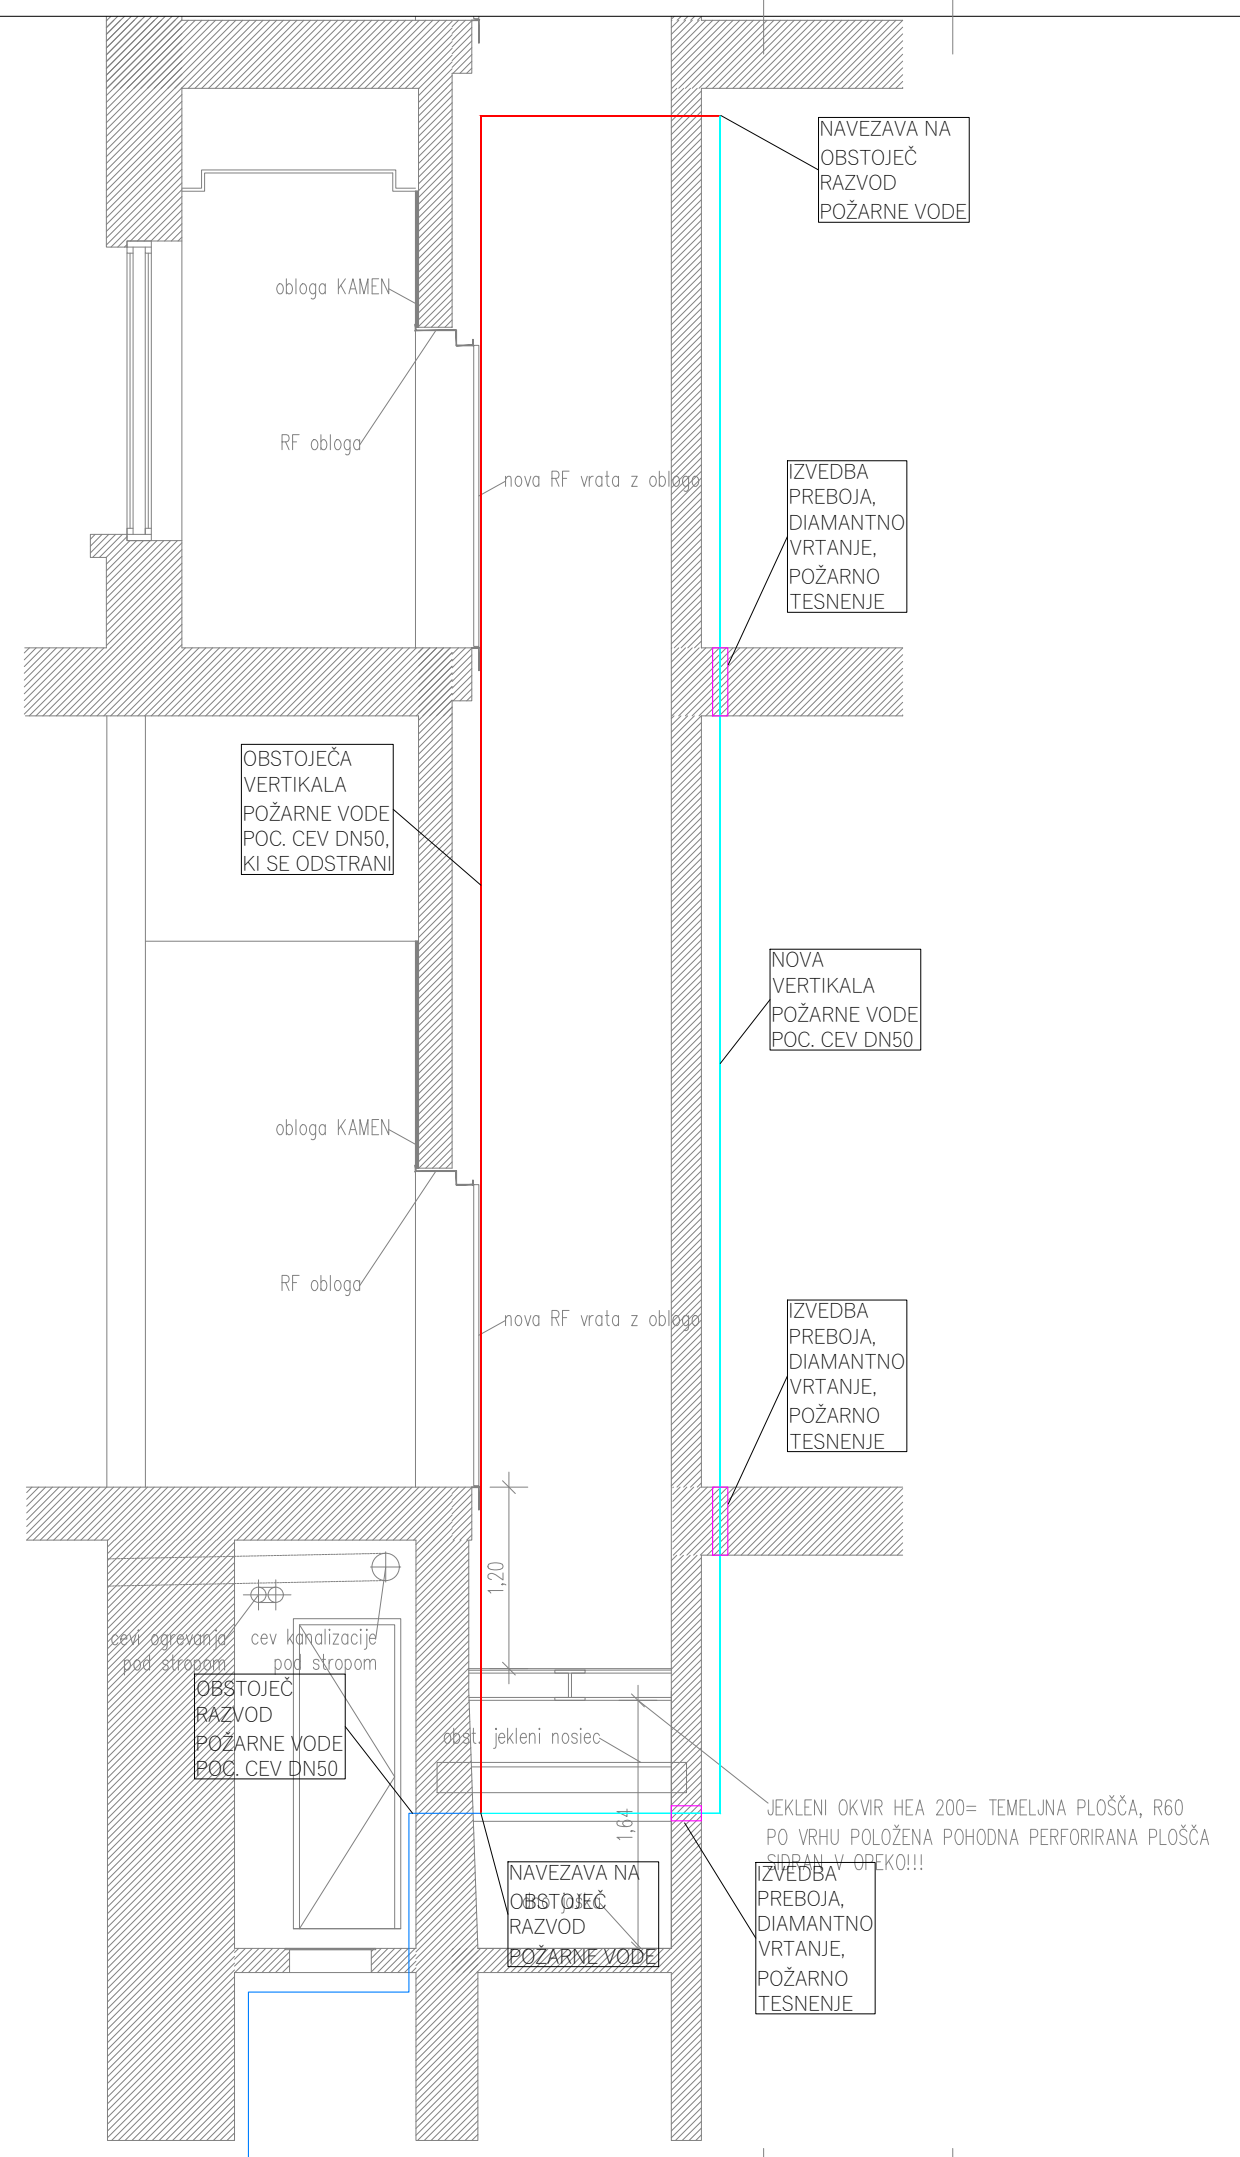 NAVEZAVA NA
OBSTOJEČ
RAZVOD
POŽARNE VODE
obloga KAMEN
RF obloga
nova RF vrata z oblogo
IZVEDBA
PREBOJA,
DIAMANTNO
VRTANJE,
POŽARNO
TESNENJE
OBSTOJEČA
VERTIKALA
POŽARNE VODE
POC. CEV DN50,
KI SE ODSTRANI
NOVA
VERTIKALA
POŽARNE VODE
POC. CEV DN50
obloga KAMEN
RF obloga
nova RF vrata z oblogo
IZVEDBA
PREBOJA,
DIAMANTNO
VRTANJE,
POŽARNO
TESNENJE
1,20
cevi ogrevanja
pod stropom
cev kanalizacije
pod stropom
OBSTOJEČ
RAZVOD
POŽARNE VODE
POC. CEV DN50
obst. jekleni nosiec
1,64
JEKLENI OKVIR HEA 200= TEMELJNA PLOŠČA, R60
PO VRHU POLOŽENA POHODNA PERFORIRANA PLOŠČA
SIDRAN V OPEKO!!!
NAVEZAVA NA
OBSTOJEČ
RAZVOD
POŽARNE VODE
IZVEDBA
PREBOJA,
DIAMANTNO
VRTANJE,
POŽARNO
TESNENJE